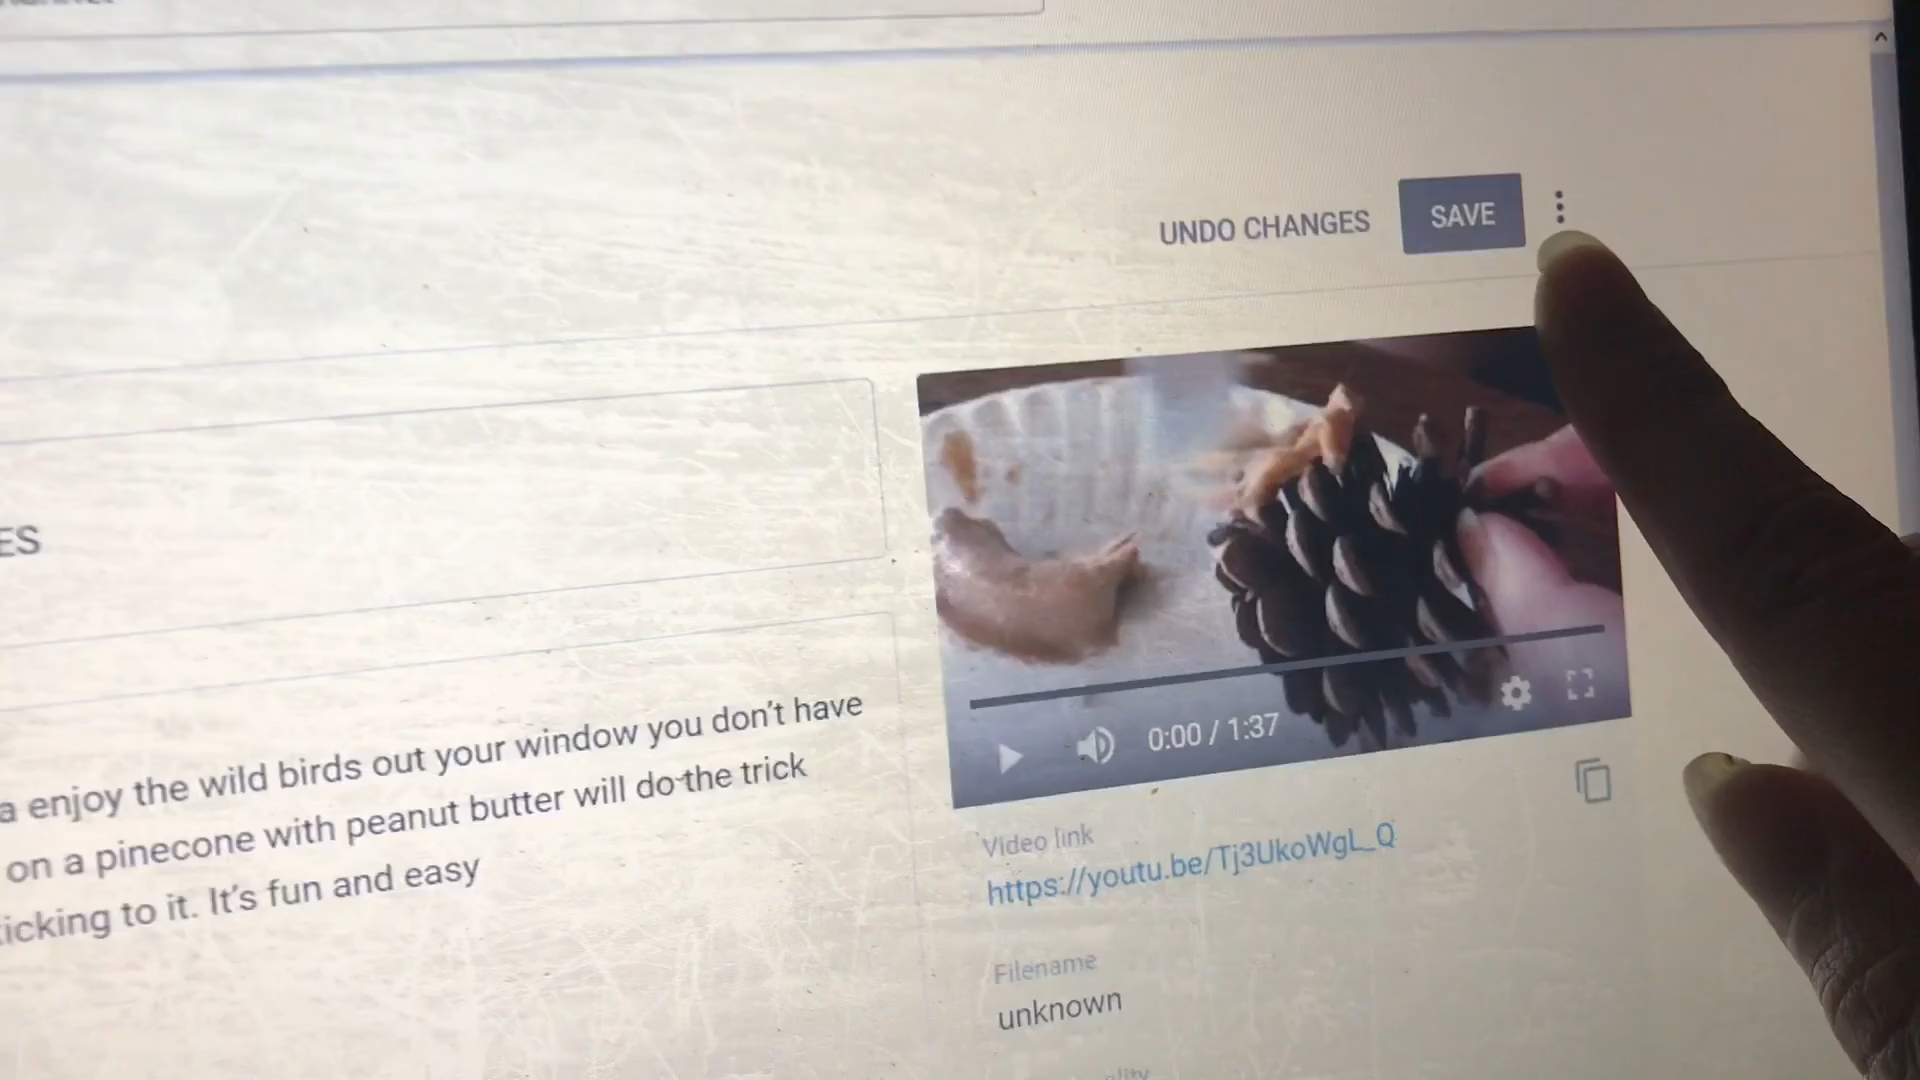 UNDO CHANGES
SAVE
ES
a enjoy the wild birds out your window you don't have
on a pinecone with peanut butter will do the trick
icking to it. It's fun and easy
0:00 / 1:37
Video link
https://youtu.be/Tj3UkoWgL_Q
Filename
unknown